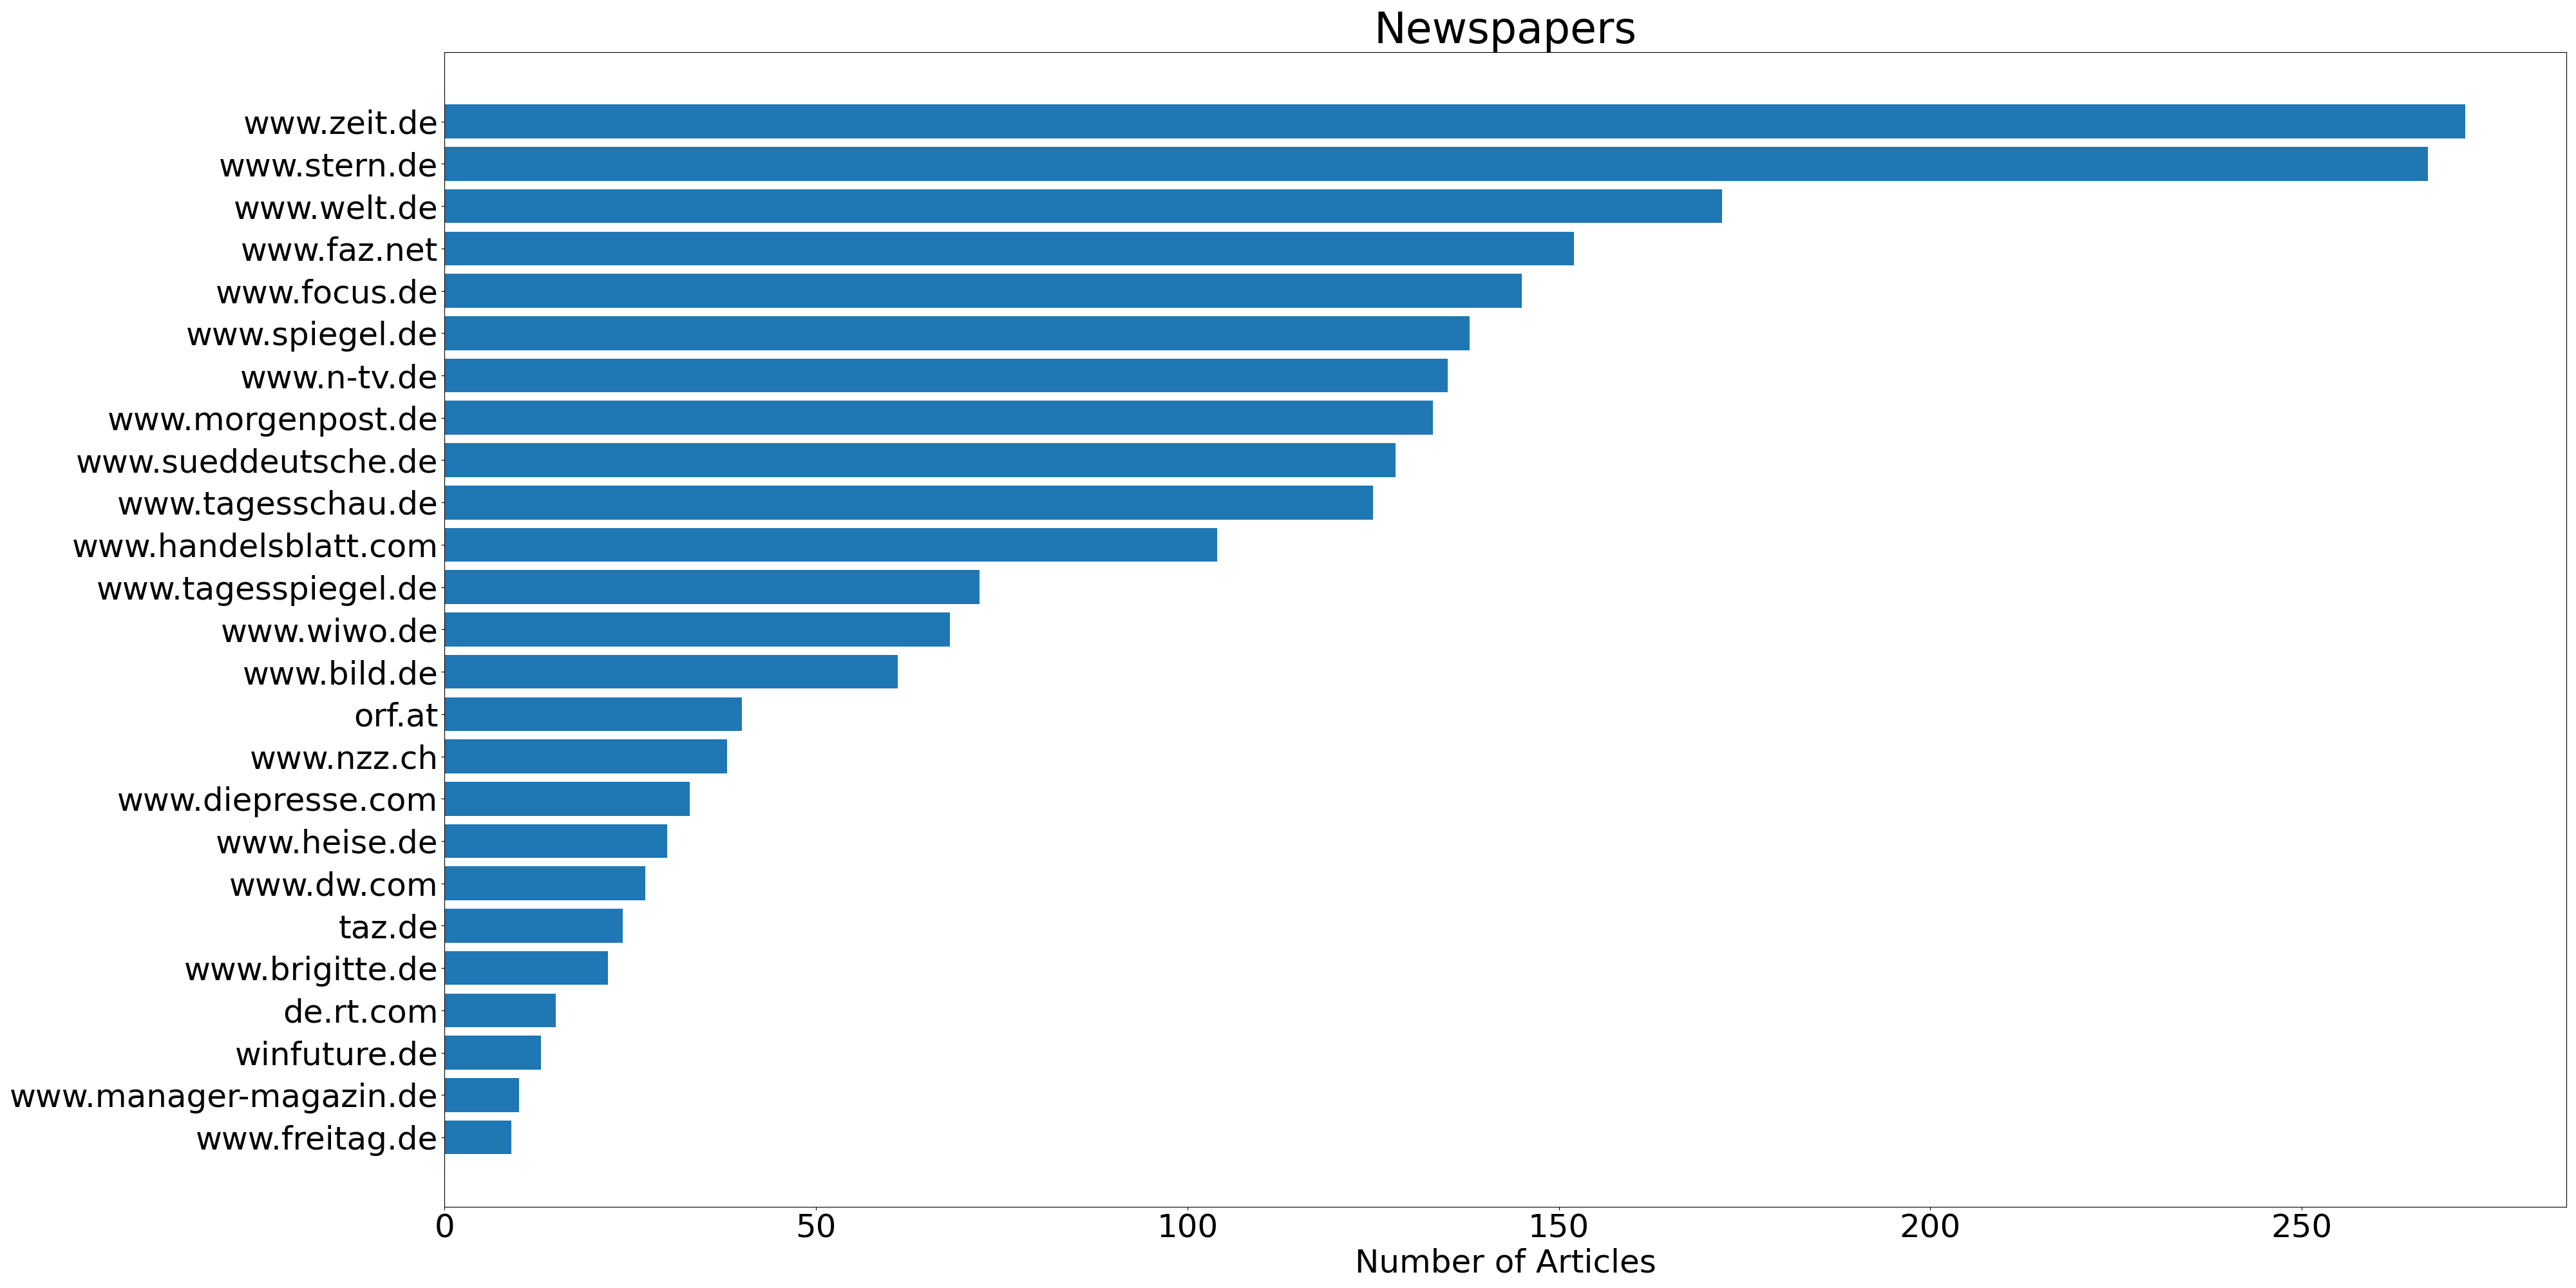 Newspapers
www.zeit.de
www.stern.de
www.welt.de
www.faz.net
www.focus.de
www.spiegel.de
www.n-tv.de
www.morgenpost.de
www.sueddeutsche.de
www.tagesschau.de
www.handelsblatt.com
www.tagesspiegel.de
www.wiwo.de
www.bild.de
orf.at
www.nzz.ch
www.diepresse.com
www.heise.de
www.dw.com
taz.de
www.brigitte.de
de.rt.com
winfuture.de
www.manager-magazin.de
www.freitag.de
0 50 100 150 200 250
Number of Articles